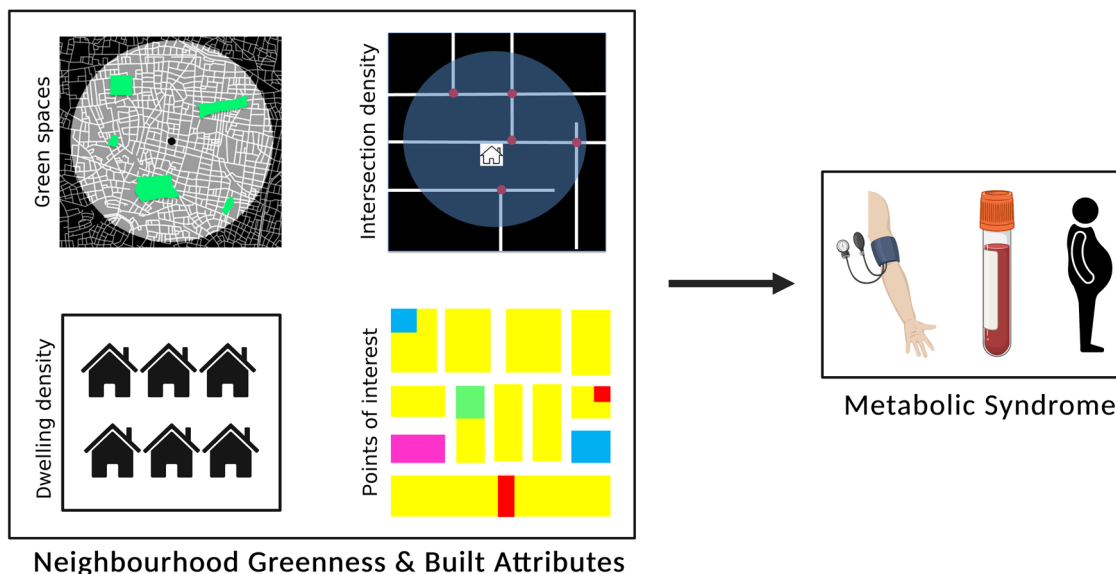 Green spaces
Intersection density
Dwelling density
Points of interest
Neighbourhood Greenness & Built Attributes
Metabolic Syndrome